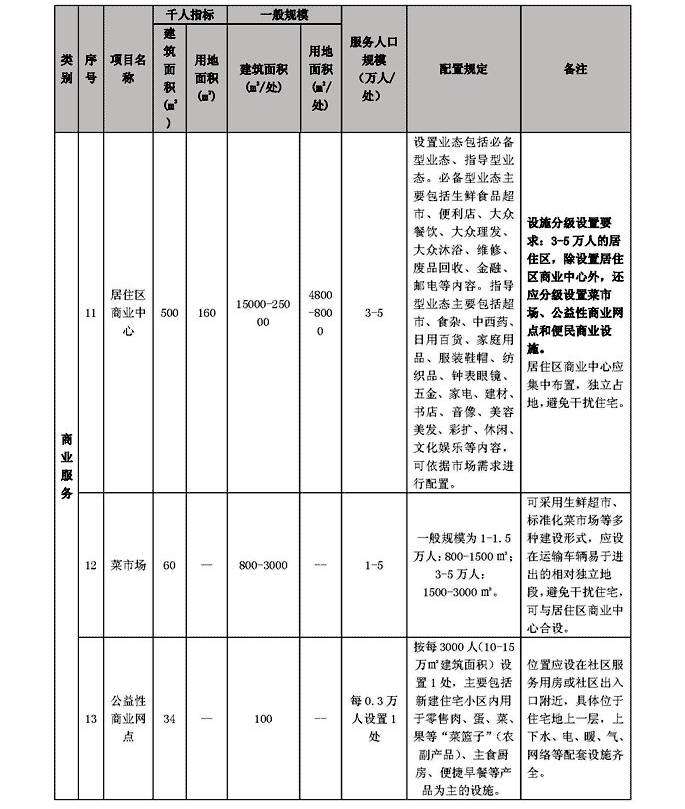 类别
序号
项目名称
千人指标
建筑面积(㎡)
用地面积(㎡)
一般规模
建筑面积(㎡/处)
用地面积(㎡/处)
服务人口规模(万人/处)
配置规定
备注
商业服务
11
居住区商业中心
500
160
15000-25000
4800-8000
3-5
设置业态包括必备
型业态、指导型业
态。必备型业态主
要包括生鲜食品超
市、便利店、大众
餐饮、大众理发、
大众沐浴、维修、
废品回收、金融、
邮电等内容。指导
型业态主要包括超
市、食杂、中西药、
日用百货、家庭用
品、服装鞋帽、纺
织品、钟表眼镜、
五金、家电、建材、
书店、音像、美容
美发、彩扩、休闲、
文化娱乐等内容，
可依据市场需求进
行配置。
设施分级设置要
求：3-5万人的居
住区，除设置居住
区商业中心外，还
应分级设置菜市
场、公益性商业网
点和便民商业设
施。
居住区商业中心应
集中布置，独立占
地，避免干扰住宅。
12
菜市场
60
—
800-3000
--
1-5
一般规模为1-1.5
万人：800-1500㎡；
3-5万人：
1500-3000㎡。
可采用生鲜超市、
标准化菜市场等多
种建设形式，应设
在运输车辆易于进
出的相对独立地
段，避免干扰住宅，
可与居住区商业中
心合设。
13
公益性商业网点
34
—
100
--
每0.3万人设置1处
按每3000人(10-15
万㎡建筑面积）设
置1处，主要包括
新建住宅小区内用
于零售肉、蛋、菜、
果等“菜篮子”（农
副产品）、主食厨
房、便捷早餐等产
品为主的设施。
位置应设在社区服
务用房或社区出入
口附近，具体位于
住宅地上一层，上
下水、电、暖、气、
网络等配套设施齐
全。